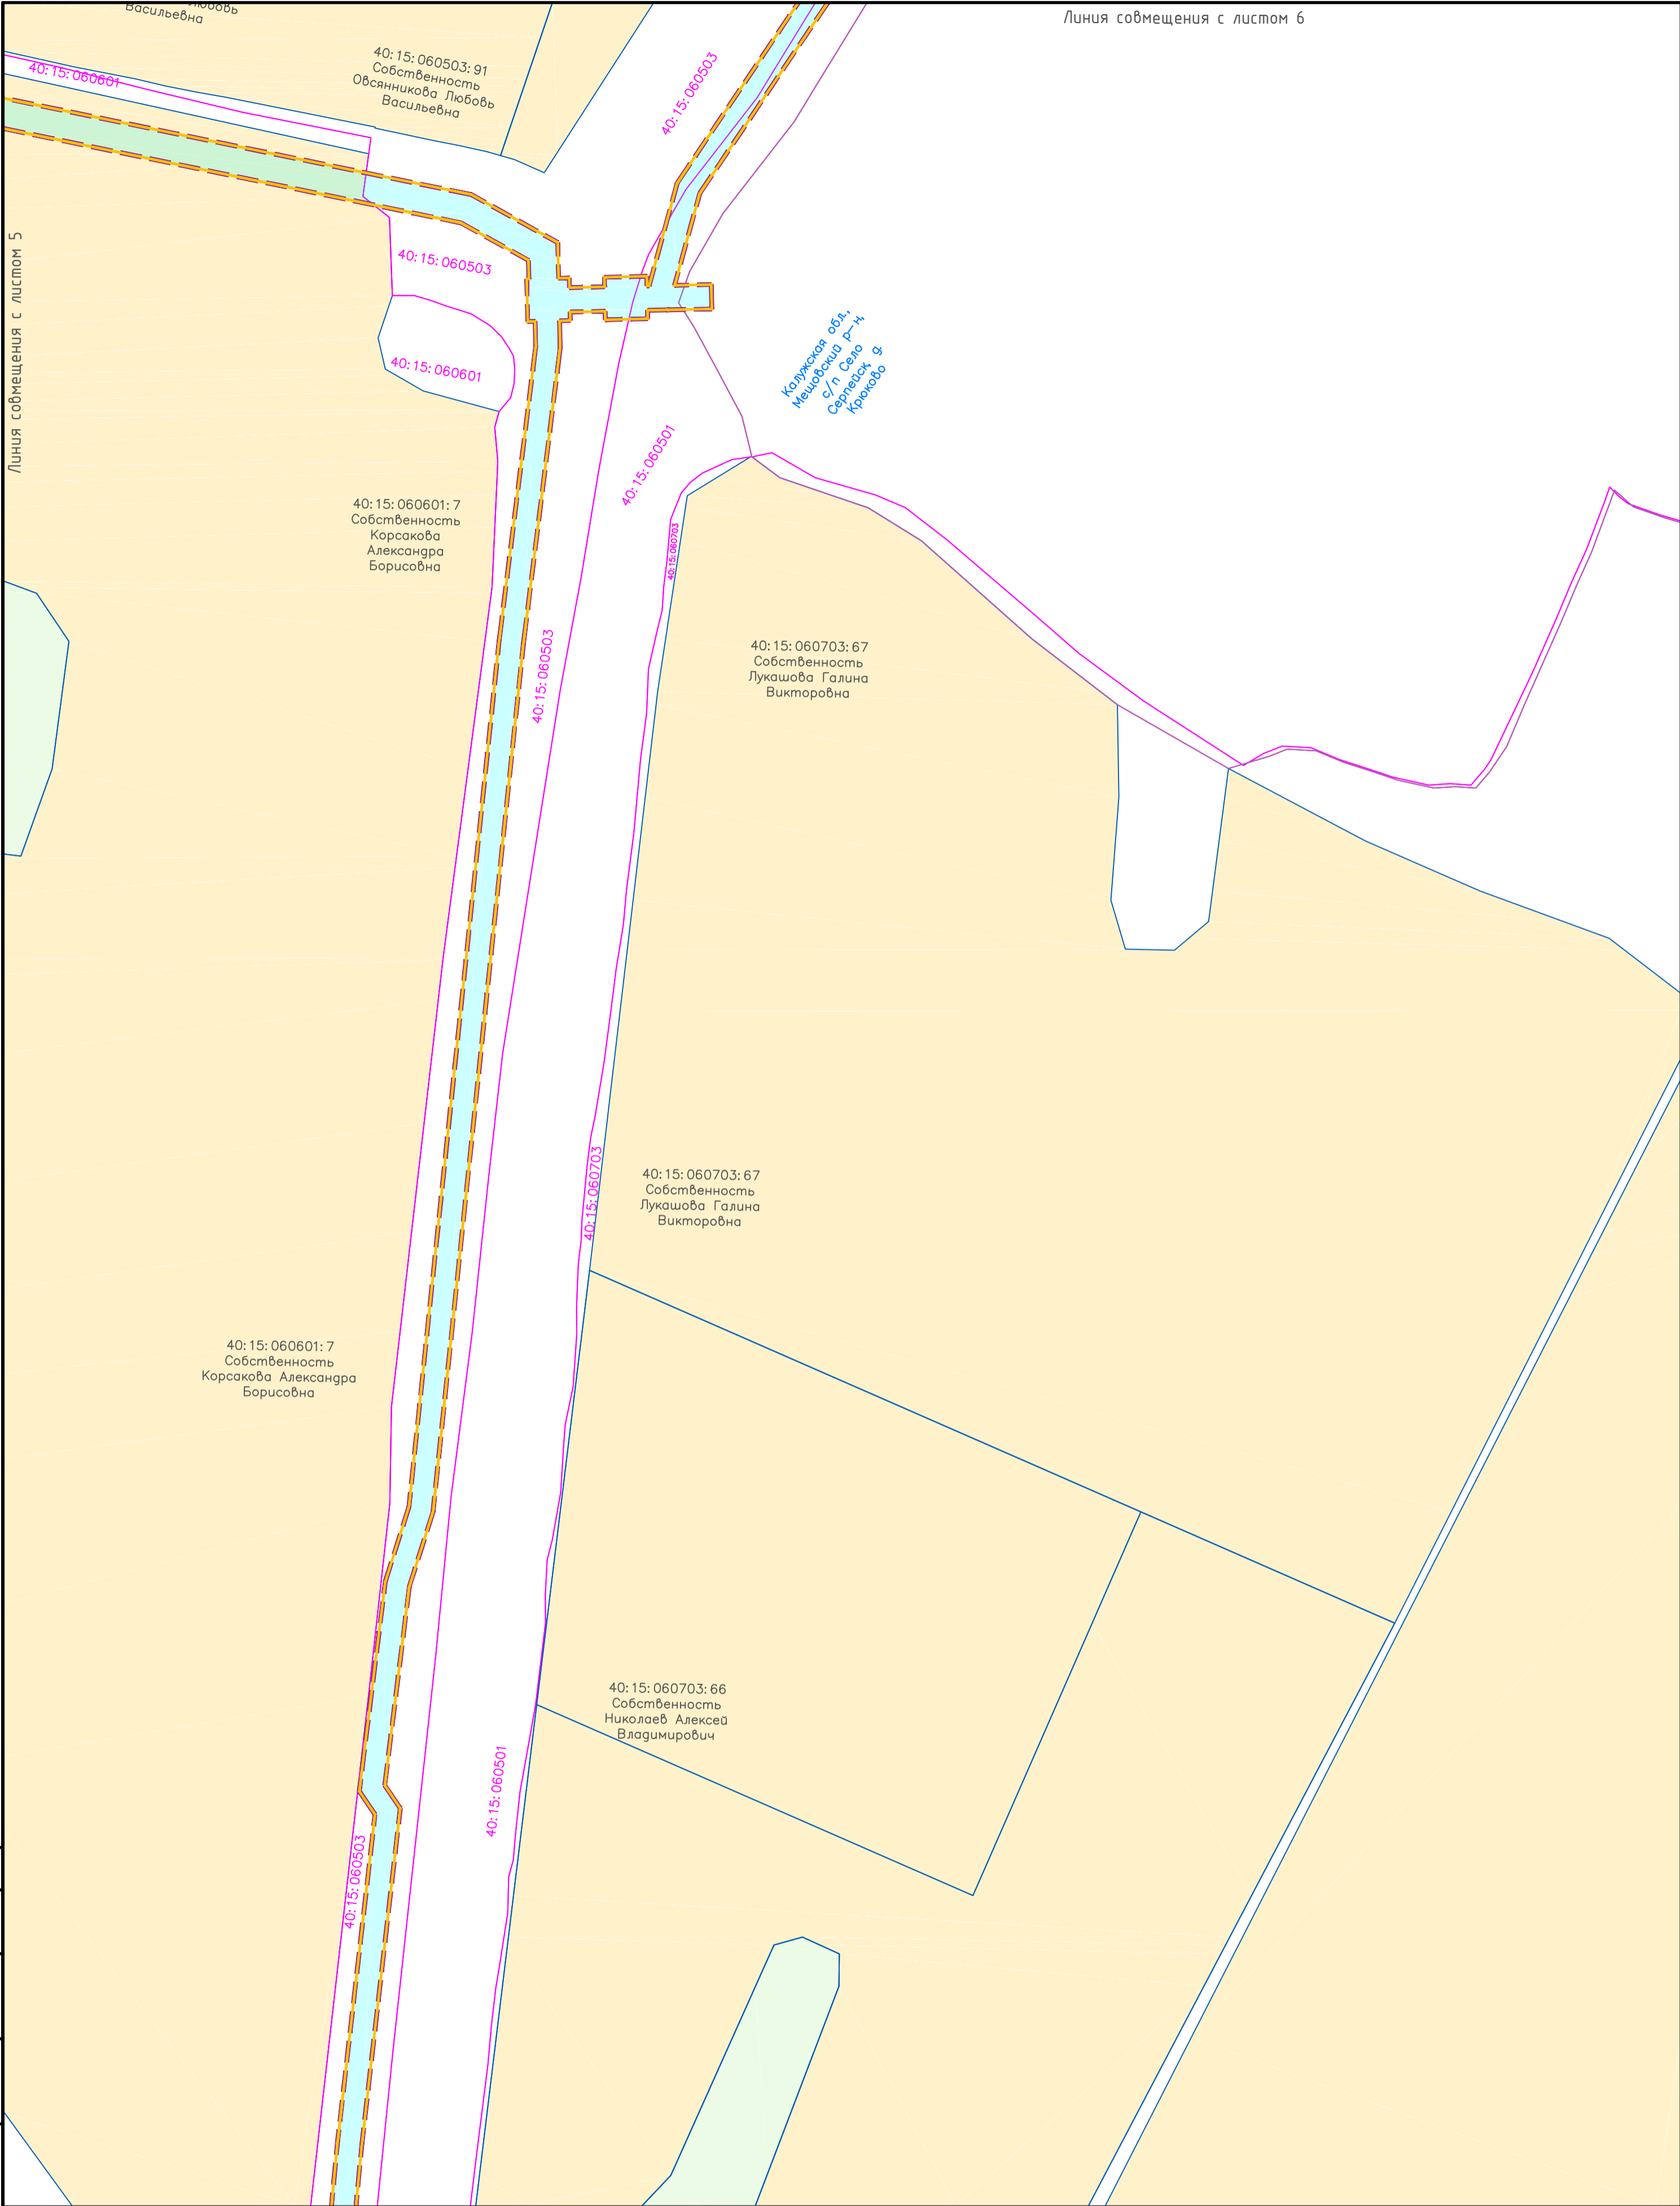 Васильевна
Линия совмещения с листом 6
40:15:060601
40:15:060503:91
Собственность
Овсянникова Любовь
Васильевна
40:15:060503
Линия совмещения с листом 5
40:15:060503
40:15:060601
Калужская обл.,
Мещовский р-н,
с/п Село
Серпейск, д.
Крюково
40:15:060501
40:15:060703
40:15:060601:7
Собственность
Корсакова
Александра
Борисовна
40:15:060503
40:15:060703:67
Собственность
Лукашова Галина
Викторовна
40:15:060703
40:15:060703:67
Собственность
Лукашова Галина
Викторовна
40:15:060601:7
Собственность
Корсакова Александра
Борисовна
40:15:060703:66
Собственность
Николаев Алексей
Владимирович
40:15:060501
40:15:060503